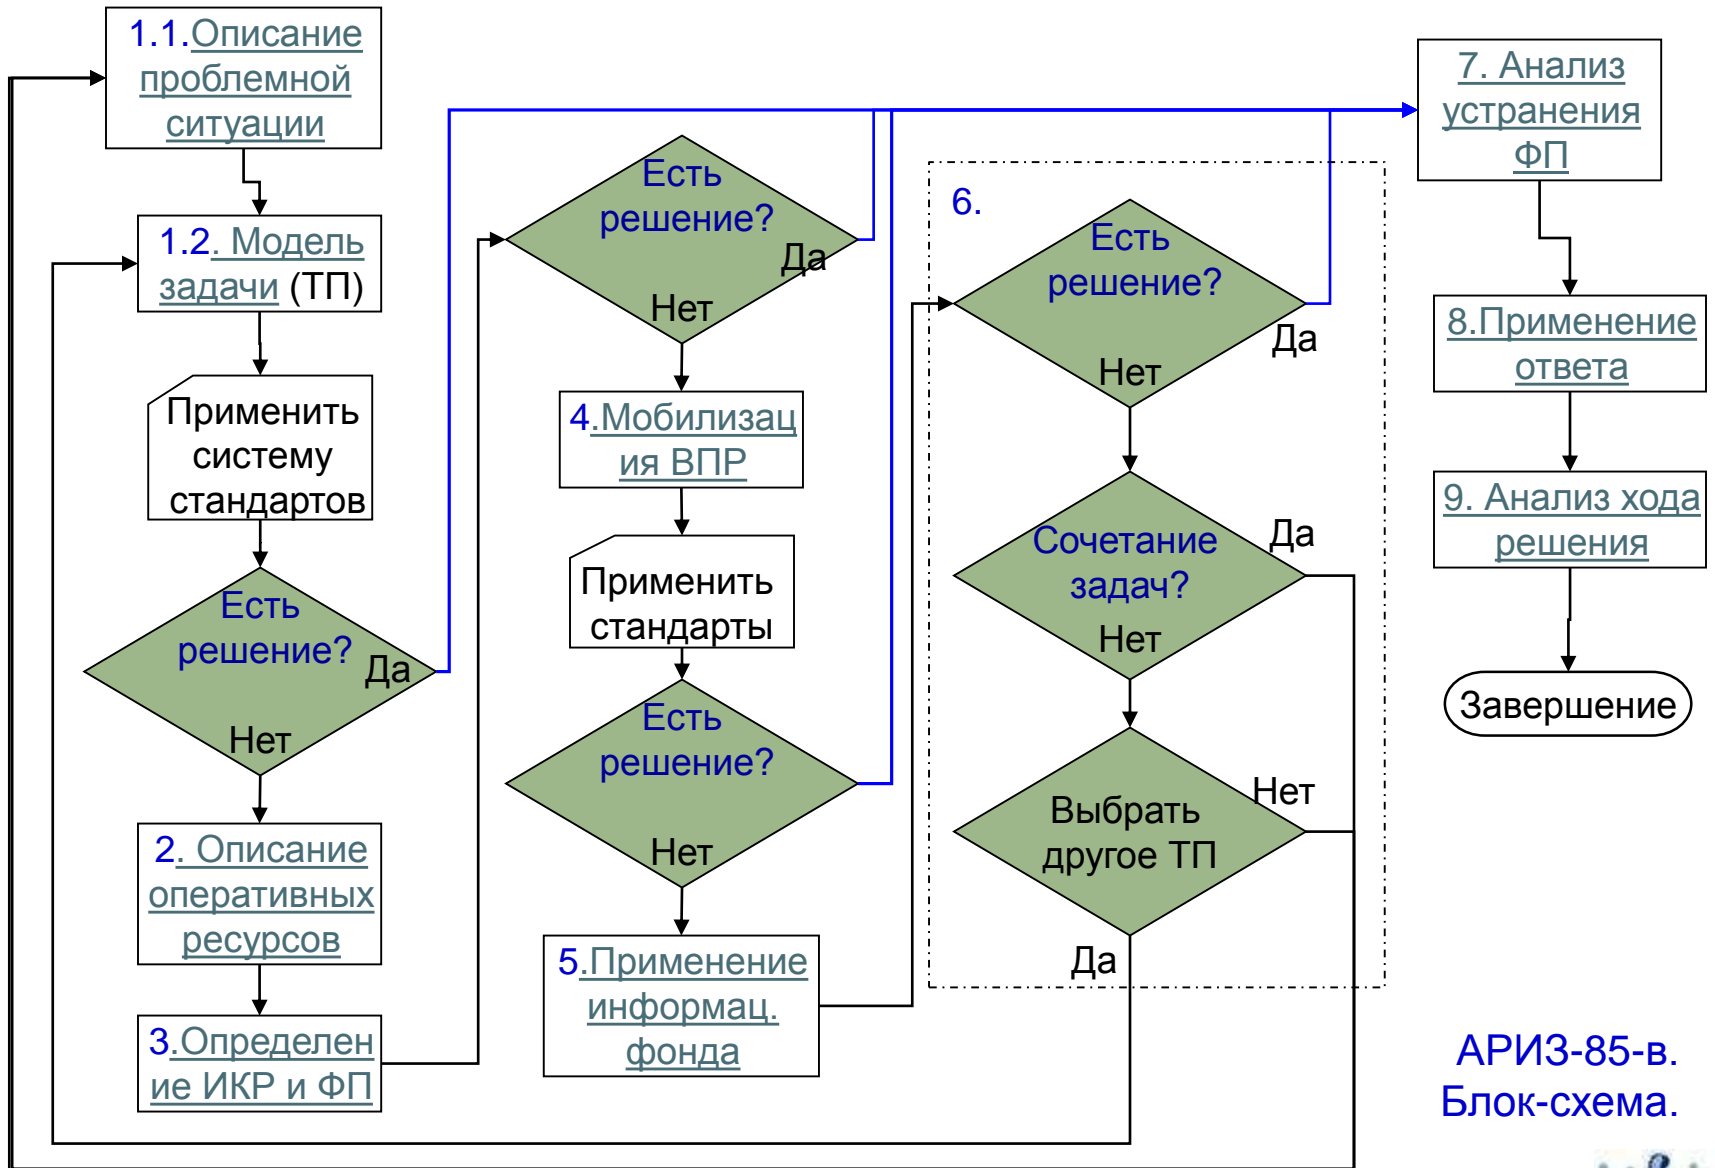 1.1.Описание
проблемной
ситуации
1.2. Модель
задачи (ТП)
Применить
систему
стандартов
Есть
решение?
Да
Нет
2. Описание
оперативных
ресурсов
3.Определен
ие ИКР и ФП
Есть
решение?
Да
Нет
4.Мобилизац
ия ВПР
Применить
стандарты
Есть
решение?
Нет
5.Применение
информац.
фонда
6.
Есть
решение?
Да
Нет
Сочетание
задач?
Да
Нет
Выбрать
другое ТП
Нет
Да
7. Анализ
устранения
ФП
8.Применение
ответа
9. Анализ хода
решения
Завершение
АРИЗ-85-в.
Блок-схема.